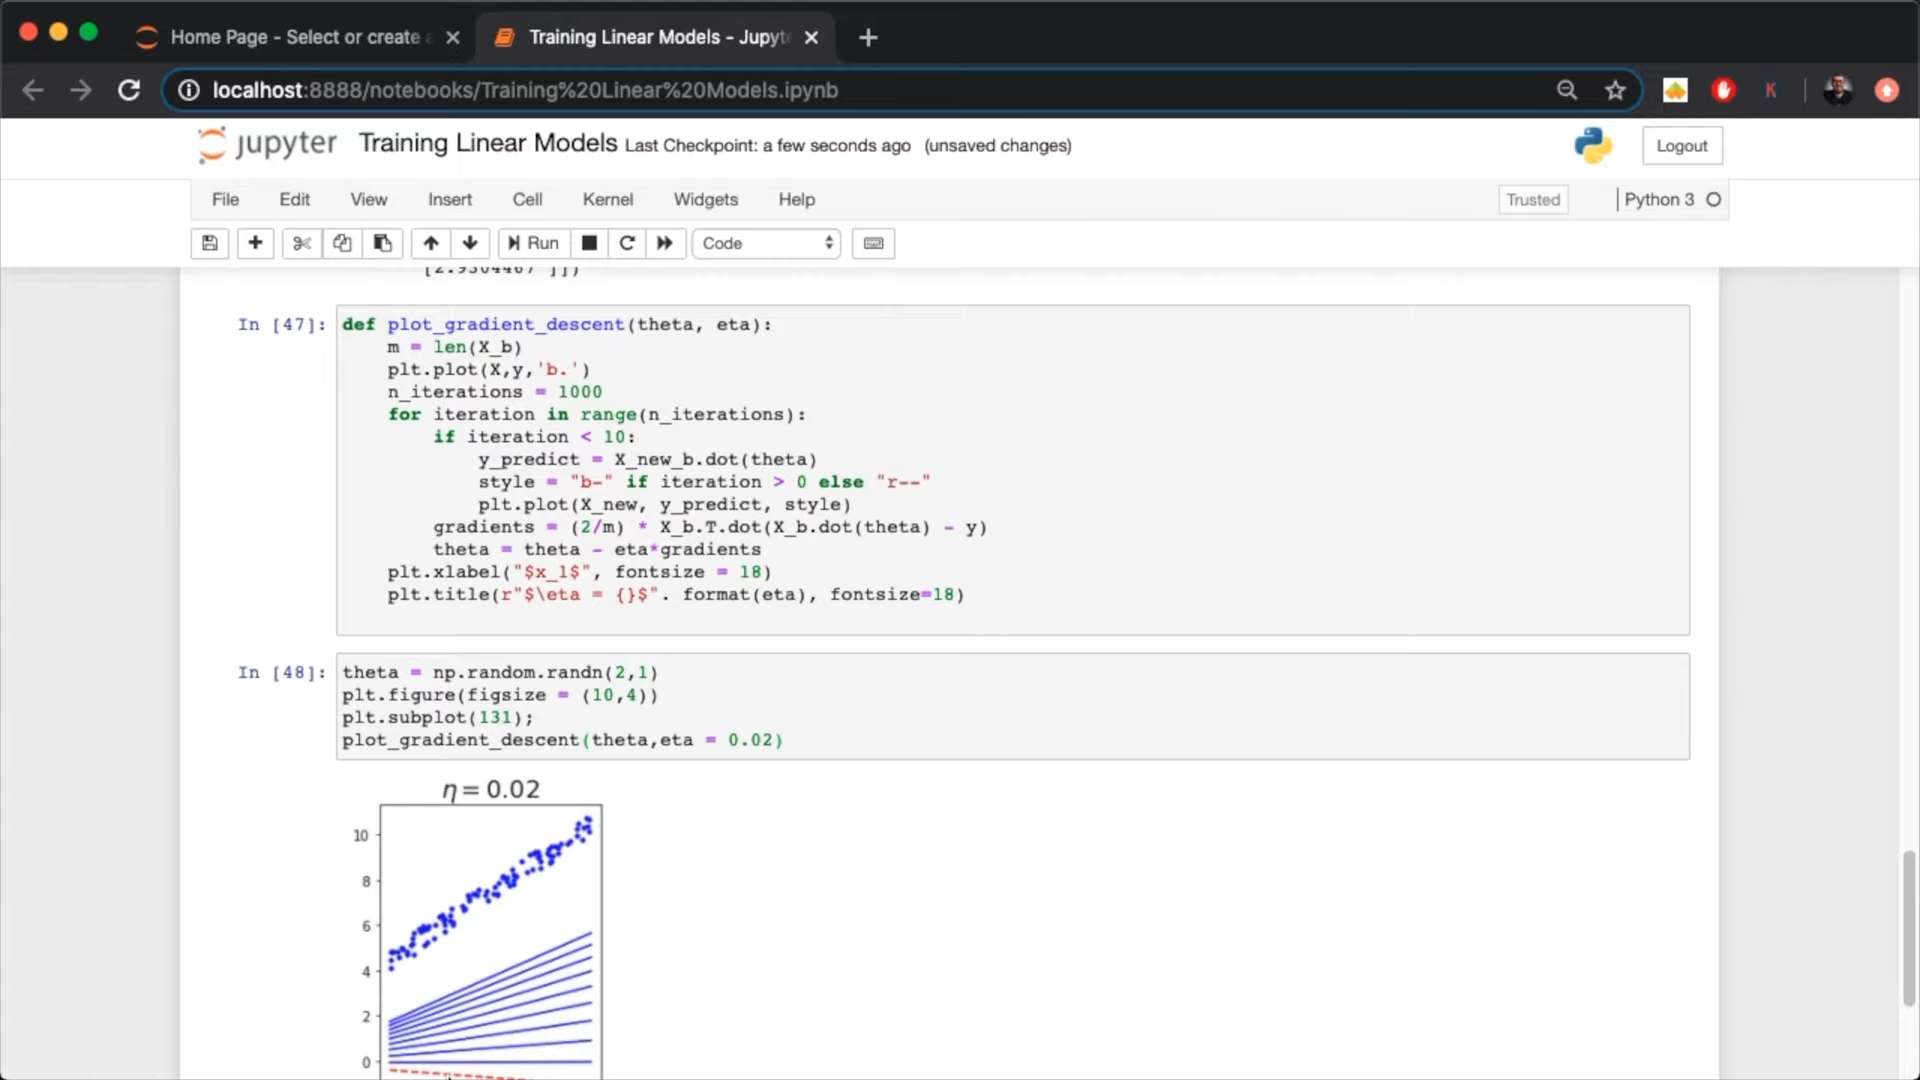 Home Page - Select or create a
Training Linear Models - Jupyt
localhost:8888/notebooks/Training%20Linear%20Models.ipynb
K
jupyter Training Linear Models Last Checkpoint: a few seconds ago (unsaved changes)
Logout
File Edit View Insert Cell Kernel Widgets Help
Trusted
Python 3
Run
Code
[2.9304467 ]])
In [47]:
def plot_gradient_descent(theta, eta):
    m = len(X_b)
    plt.plot(X,y,'b.')
    n_iterations = 1000
    for iteration in range(n_iterations):
        if iteration < 10:
            y_predict = X_new_b.dot(theta)
            style = "b-" if iteration > 0 else "r--"
            plt.plot(X_new, y_predict, style)
        gradients = (2/m) * X_b.T.dot(X_b.dot(theta) - y)
        theta = theta - eta*gradients
    plt.xlabel("$x_1$", fontsize = 18)
    plt.title(r"$\eta = {}$". format(eta), fontsize=18)
In [48]:
theta = np.random.randn(2,1)
plt.figure(figsize = (10,4))
plt.subplot(131);
plot_gradient_descent(theta,eta = 0.02)
η = 0.02
10
8
6
4
2
0